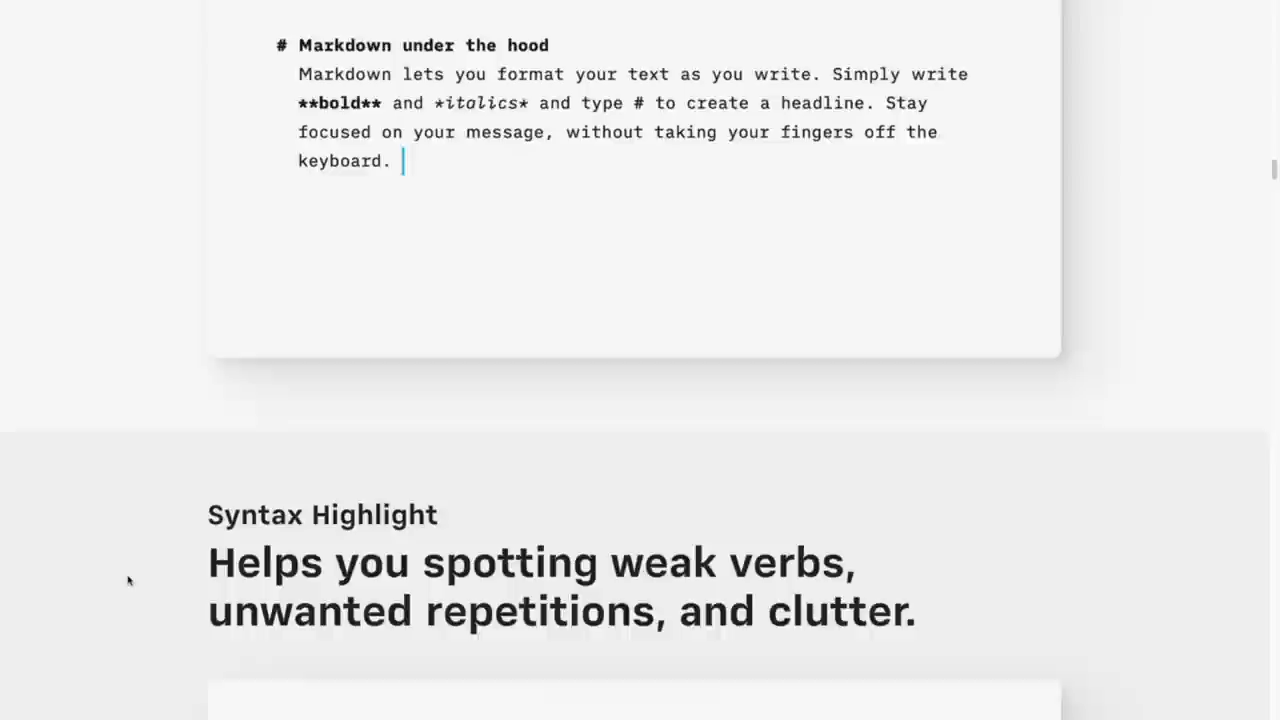 # Markdown under the hood
Markdown lets you format your text as you write. Simply write
**bold** and *italics* and type # to create a headline. Stay
focused on your message, without taking your fingers off the
keyboard.
Syntax Highlight
Helps you spotting weak verbs,
unwanted repetitions, and clutter.